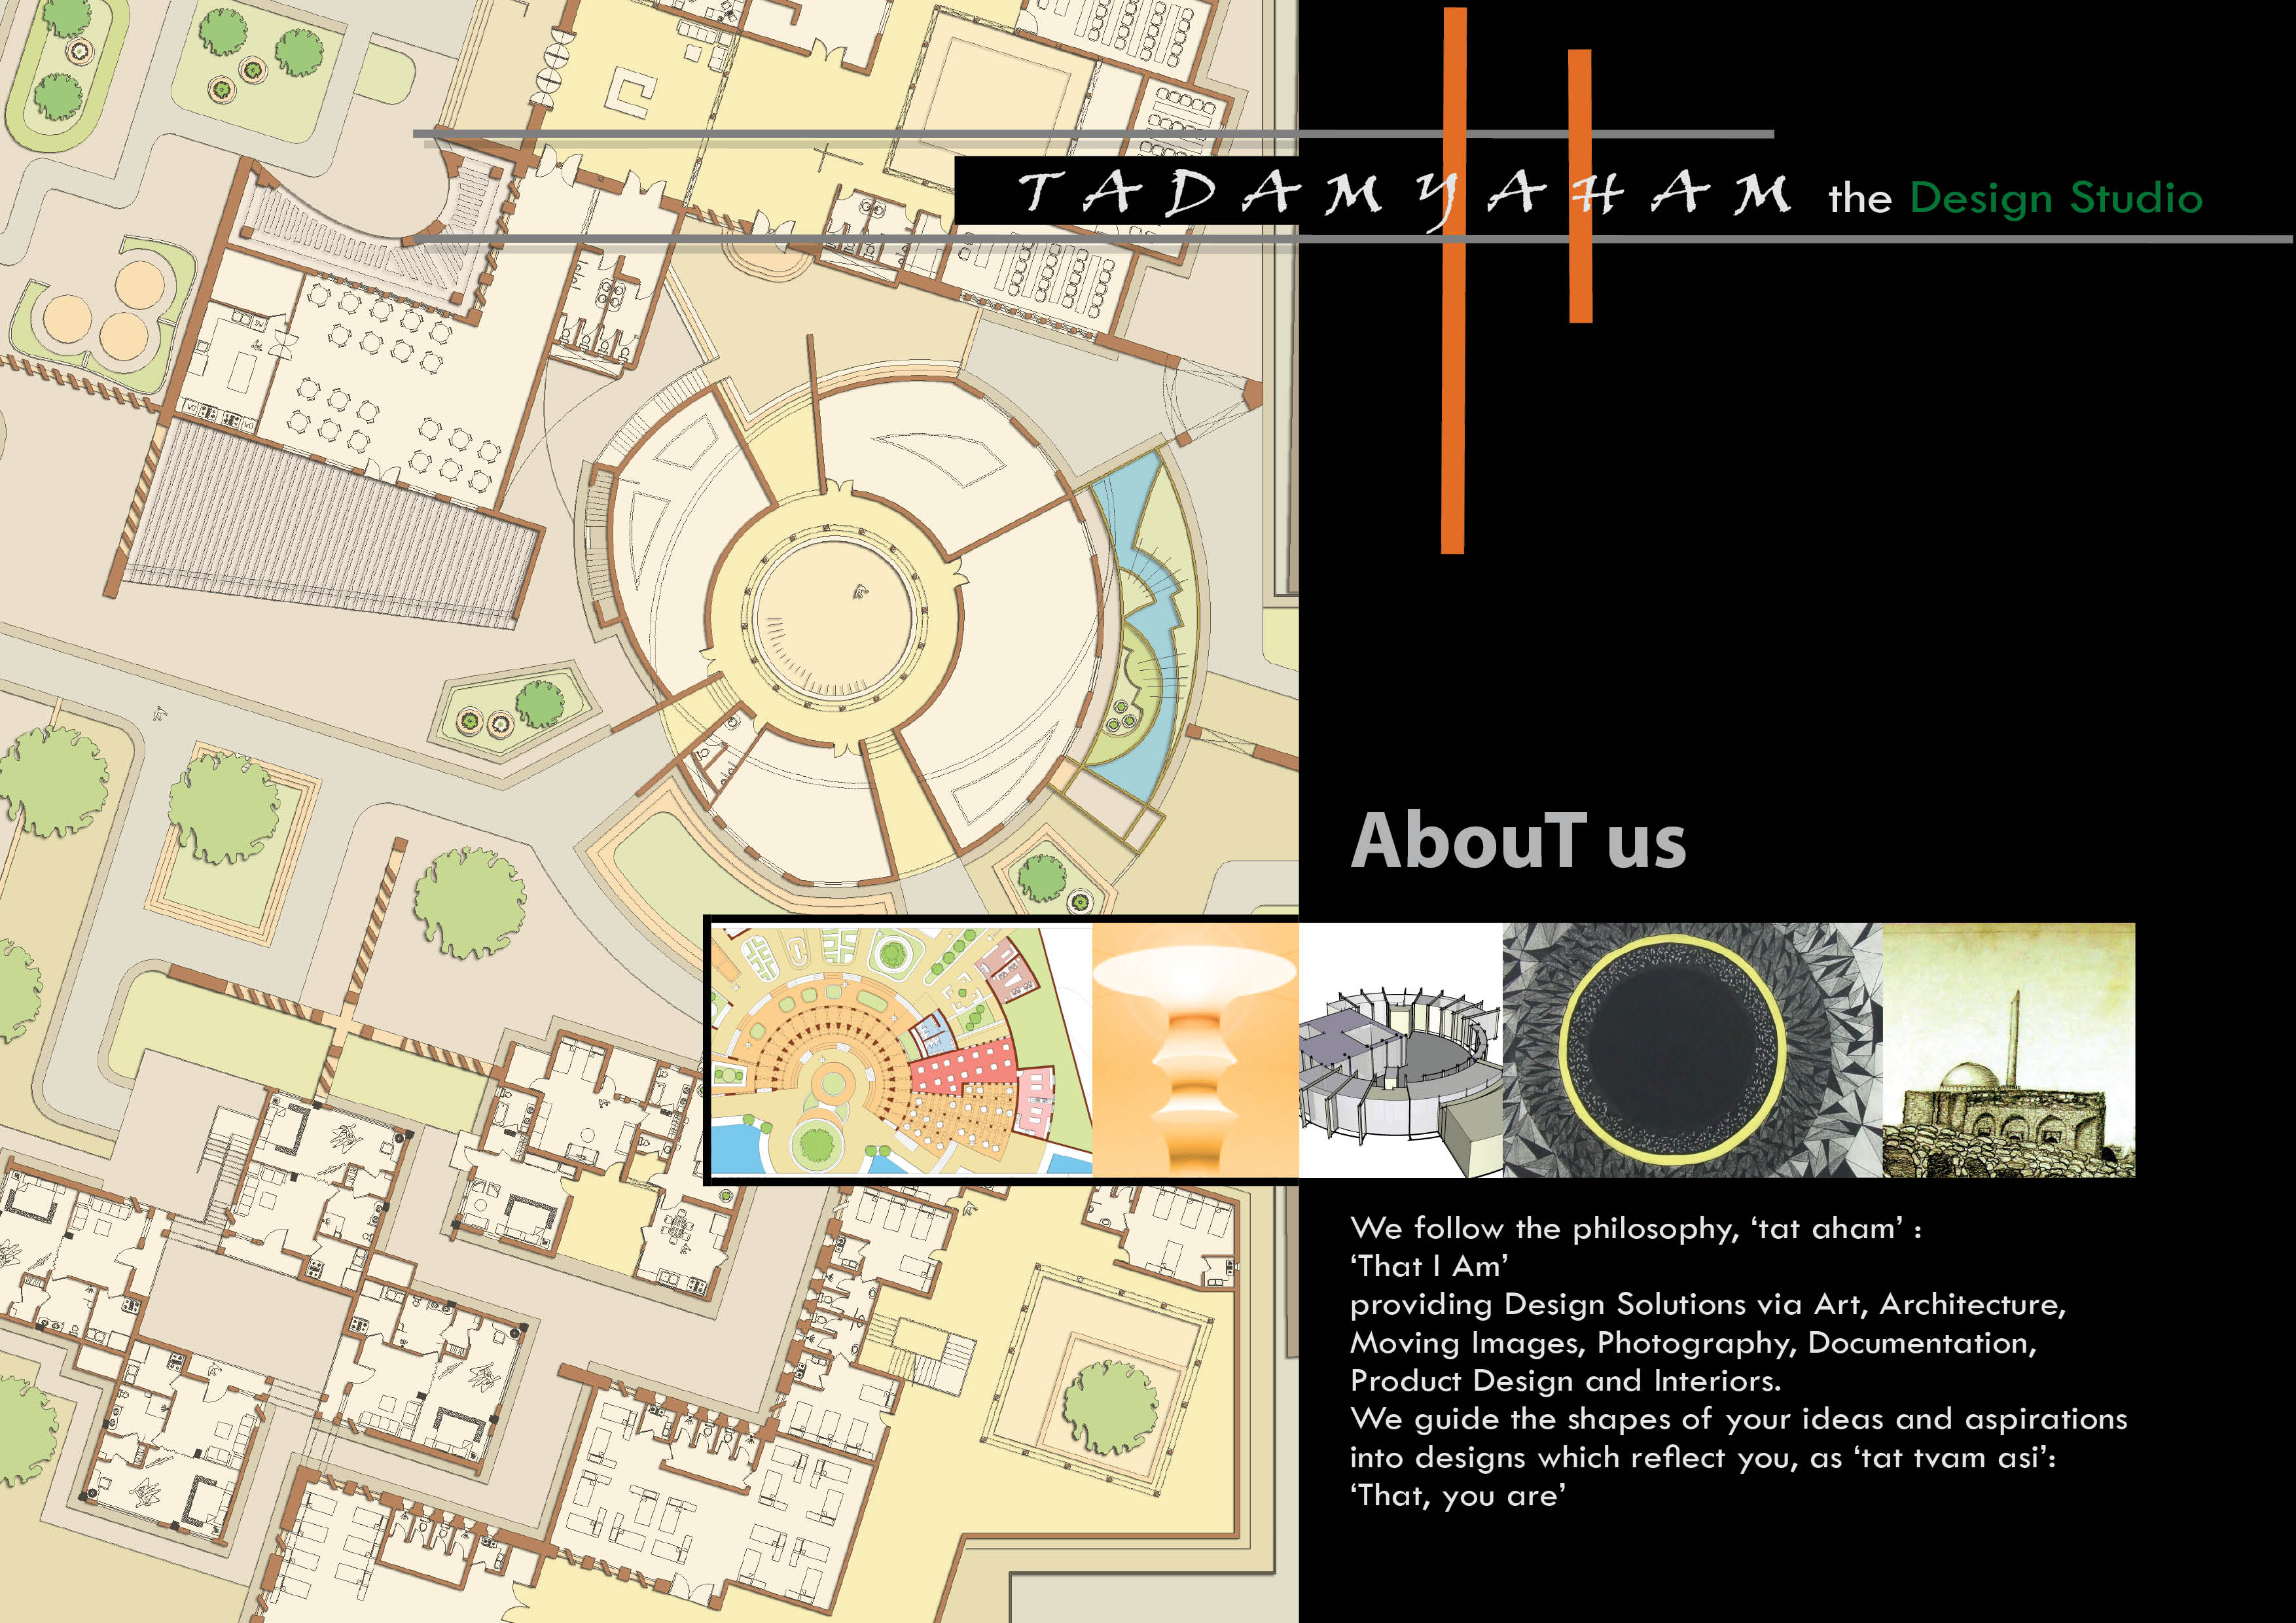 TADAMYAHAM the Design Studio
AbouT us
We follow the philosophy, ‘tat aham’ :
‘That I Am’
providing Design Solutions via Art, Architecture,
Moving Images, Photography, Documentation,
Product Design and Interiors.
We guide the shapes of your ideas and aspirations
into designs which reflect you, as ‘tat tvam asi’:
‘That, you are’